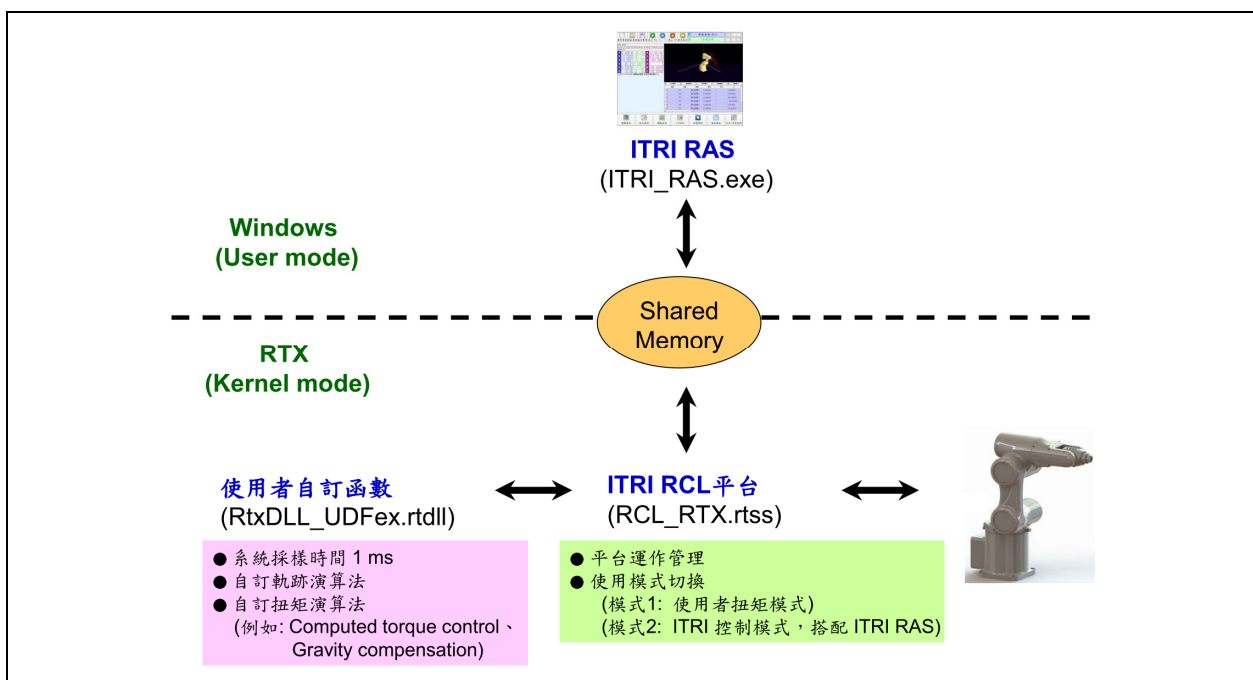 ITRI RAS
(ITRI_RAS.exe)
Windows
(User mode)
Shared
Memory
RTX
(Kernel mode)
使用者自訂函數
(RtxDLL_UDFex.rtdll)
● 系統採樣時間 1 ms
● 自訂軌跡演算法
● 自訂扭矩演算法
(例如: Computed torque control、
Gravity compensation)
ITRI RCL平台
(RCL_RTX.rtss)
● 平台運作管理
● 使用模式切換
(模式1: 使用者扭矩模式)
(模式2: ITRI 控制模式，搭配 ITRI RAS)